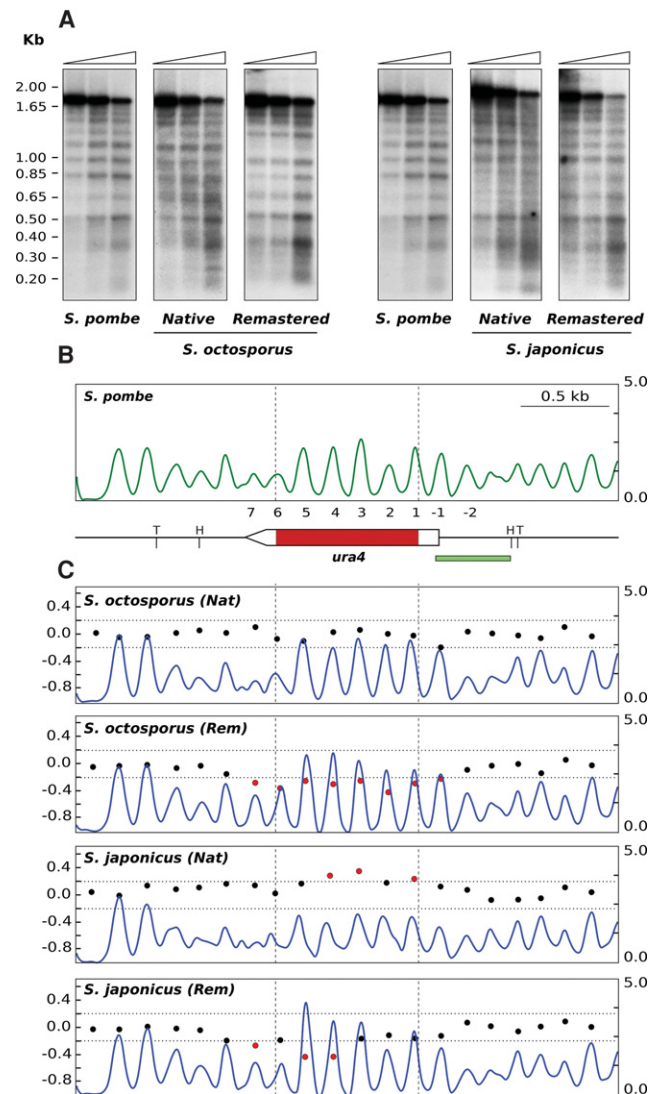 A
Kb
2.00
1.65
1.00
0.85
0.65
0.50
0.40
0.30
0.20
S. pombe
Native
Remastered
S. pombe
Native
Remastered
S. octosporus
S. japonicus
B
S. pombe
0.5 kb
5.0
0.0
7 6 5 4 3 2 1 -1 -2
T H H T
ura4
C
S. octosporus (Nat)
0.4
0.0
-0.4
-0.8
5.0
0.0
S. octosporus (Rem)
0.4
0.0
-0.4
-0.8
5.0
0.0
S. japonicus (Nat)
0.4
0.0
-0.4
-0.8
5.0
0.0
S. japonicus (Rem)
0.4
0.0
-0.4
-0.8
5.0
0.0